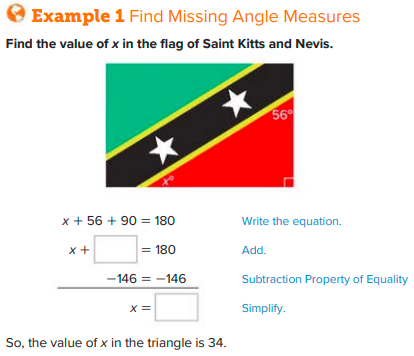 Example 1 Find Missing Angle Measures
Find the value of x in the flag of Saint Kitts and Nevis.
56°
x°
x + 56 + 90 = 180 Write the equation.
x + = 180 Add.
−146 = −146 Subtraction Property of Equality
x = Simplify.
So, the value of x in the triangle is 34.